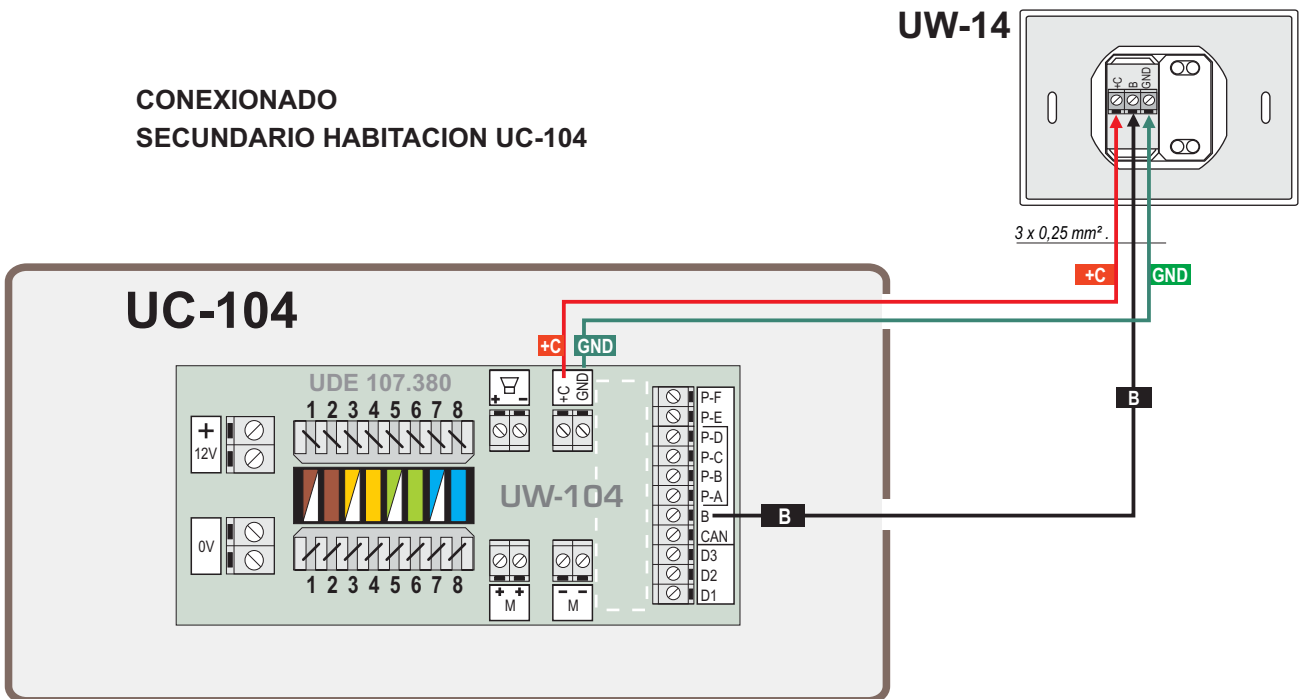 UW-14
CONEXIONADO
SECUNDARIO HABITACION UC-104
+C
B
GND
3 x 0,25 mm² .
+C
GND
UC-104
+C
GND
UDE 107.380
1 2 3 4 5 6 7 8
+ -
+C
GND
+
12V
0V
UW-104
P-F
P-E
P-D
P-C
P-B
P-A
B
CAN
D3
D2
D1
B
B
1 2 3 4 5 6 7 8
+ +
M
- -
M